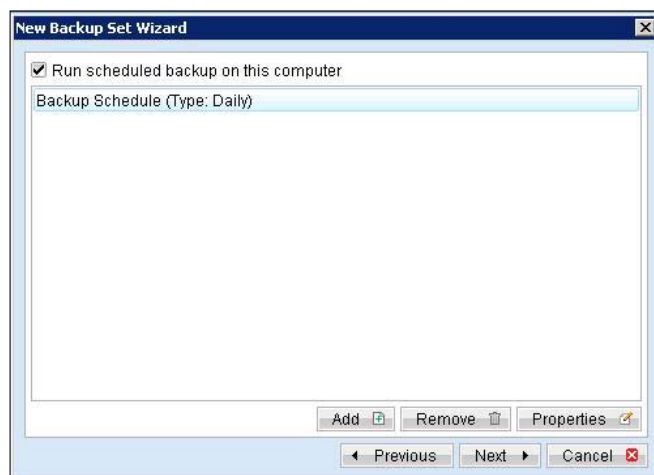 New Backup Set Wizard
Run scheduled backup on this computer
Backup Schedule (Type: Daily)
Add Remove Properties
Previous Next Cancel